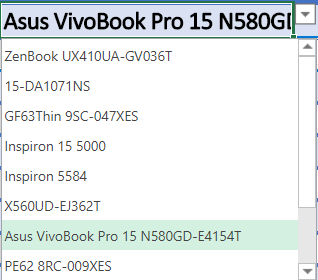 Asus VivoBook Pro 15 N580GD
ZenBook UX410UA-GV036T
15-DA1071NS
GF63Thin 9SC-047XES
Inspiron 15 5000
Inspiron 5584
X560UD-EJ362T
Asus VivoBook Pro 15 N580GD-E4154T
PE62 8RC-009XES